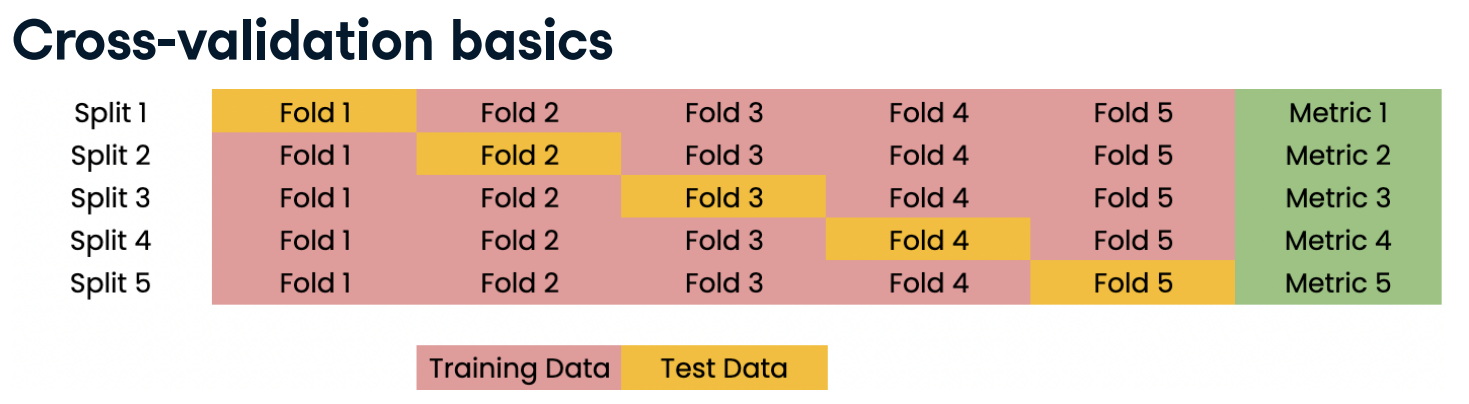 Cross-validation basics
Split 1 Fold 1 Fold 2 Fold 3 Fold 4 Fold 5 Metric 1
Split 2 Fold 1 Fold 2 Fold 3 Fold 4 Fold 5 Metric 2
Split 3 Fold 1 Fold 2 Fold 3 Fold 4 Fold 5 Metric 3
Split 4 Fold 1 Fold 2 Fold 3 Fold 4 Fold 5 Metric 4
Split 5 Fold 1 Fold 2 Fold 3 Fold 4 Fold 5 Metric 5
Training Data Test Data